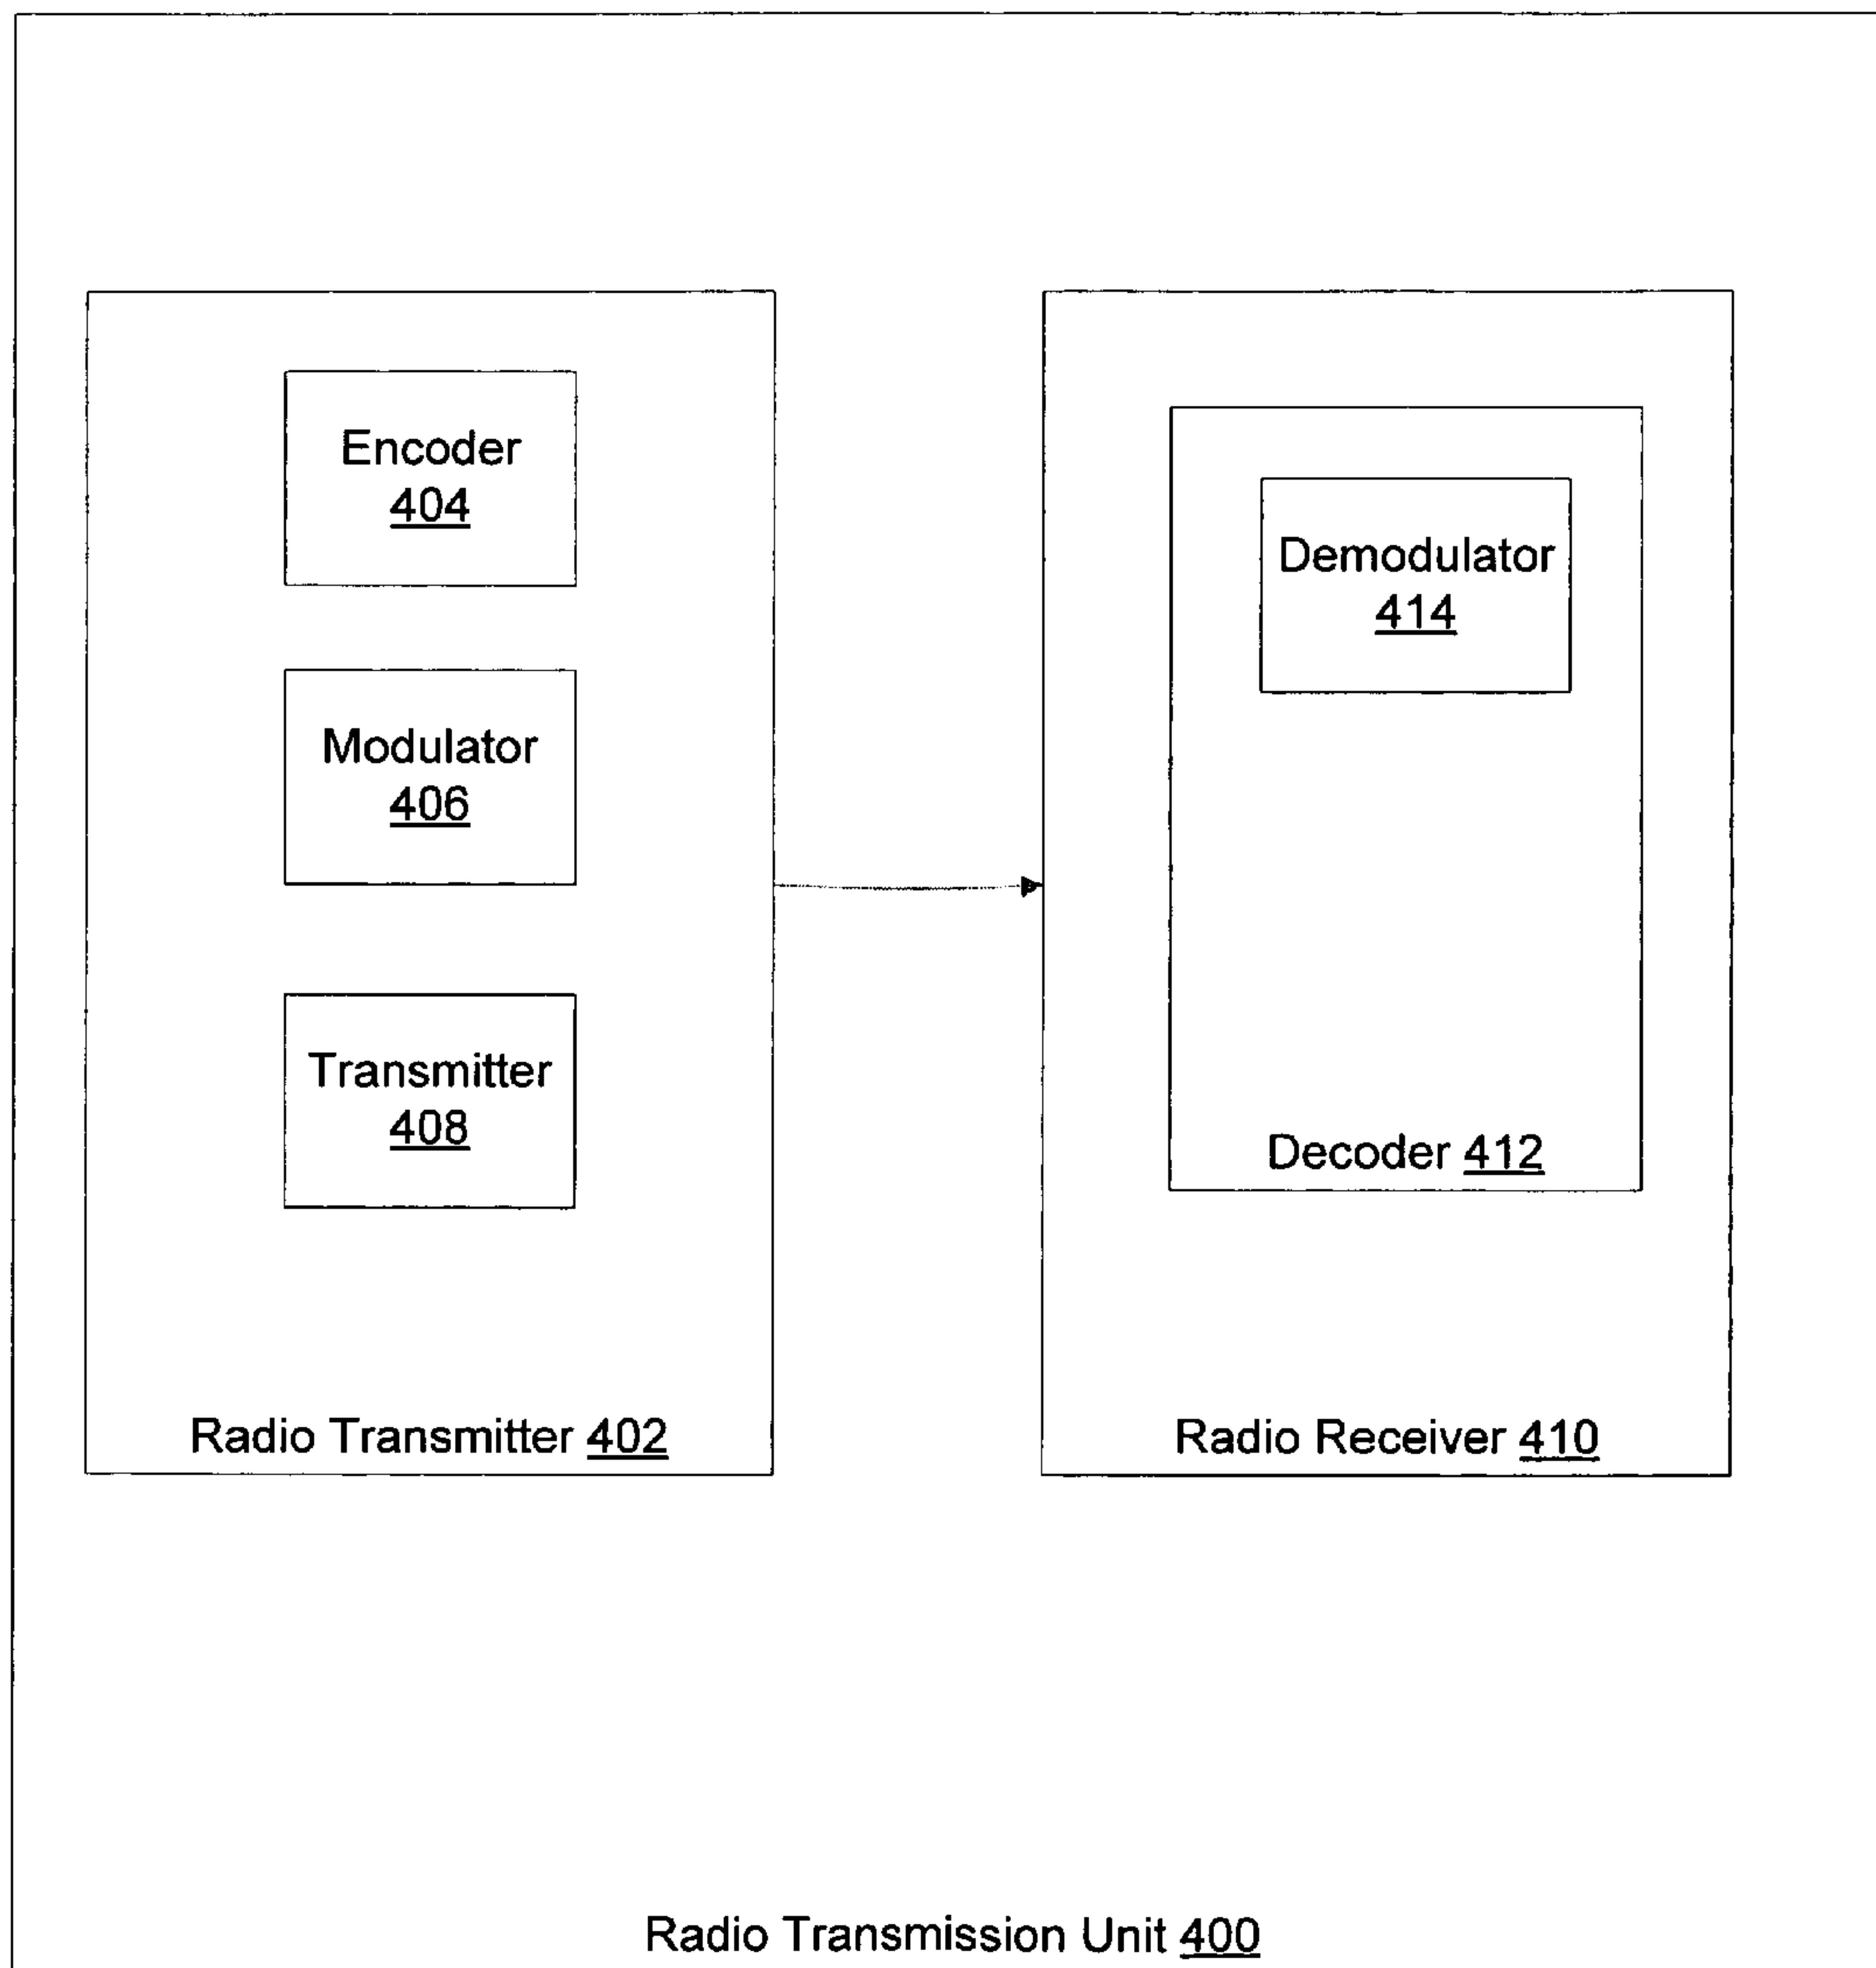 Encoder
404
Modulator
406
Transmitter
408
Radio Transmitter 402
Demodulator
414
Decoder 412
Radio Receiver 410
Radio Transmission Unit 400